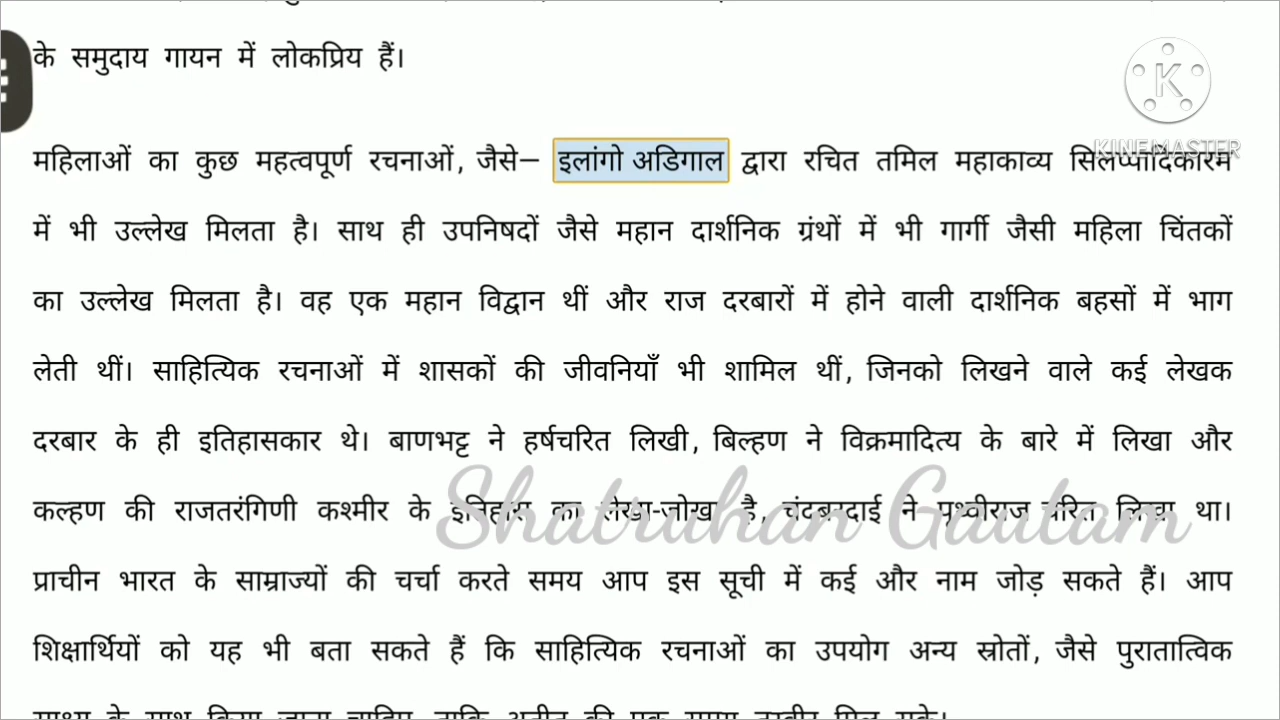 के समुदाय गायन में लोकप्रिय हैं।
K
KINEMASTER
महिलाओं का कुछ महत्वपूर्ण रचनाओं, जैसे– इलांगो अडिगाल द्वारा रचित तमिल महाकाव्य सिलप्पादिकारम
में भी उल्लेख मिलता है। साथ ही उपनिषदों जैसे महान दार्शनिक ग्रंथों में भी गार्गी जैसी महिला चिंतकों
का उल्लेख मिलता है। वह एक महान विद्वान थीं और राज दरबारों में होने वाली दार्शनिक बहसों में भाग
लेती थीं। साहित्यिक रचनाओं में शासकों की जीवनियाँ भी शामिल थीं, जिनको लिखने वाले कई लेखक
दरबार के ही इतिहासकार थे। बाणभट्ट ने हर्षचरित लिखी, बिल्हण ने विक्रमादित्य के बारे में लिखा और
कल्हण की राजतरंगिणी कश्मीर के इतिहास का लेखा-जोखा है, चंदबरदाई ने पृथ्वीराज चरित लिखा था।
Shatruhan Gautam
प्राचीन भारत के साम्राज्यों की चर्चा करते समय आप इस सूची में कई और नाम जोड़ सकते हैं। आप
शिक्षार्थियों को यह भी बता सकते हैं कि साहित्यिक रचनाओं का उपयोग अन्य स्रोतों, जैसे पुरातात्विक